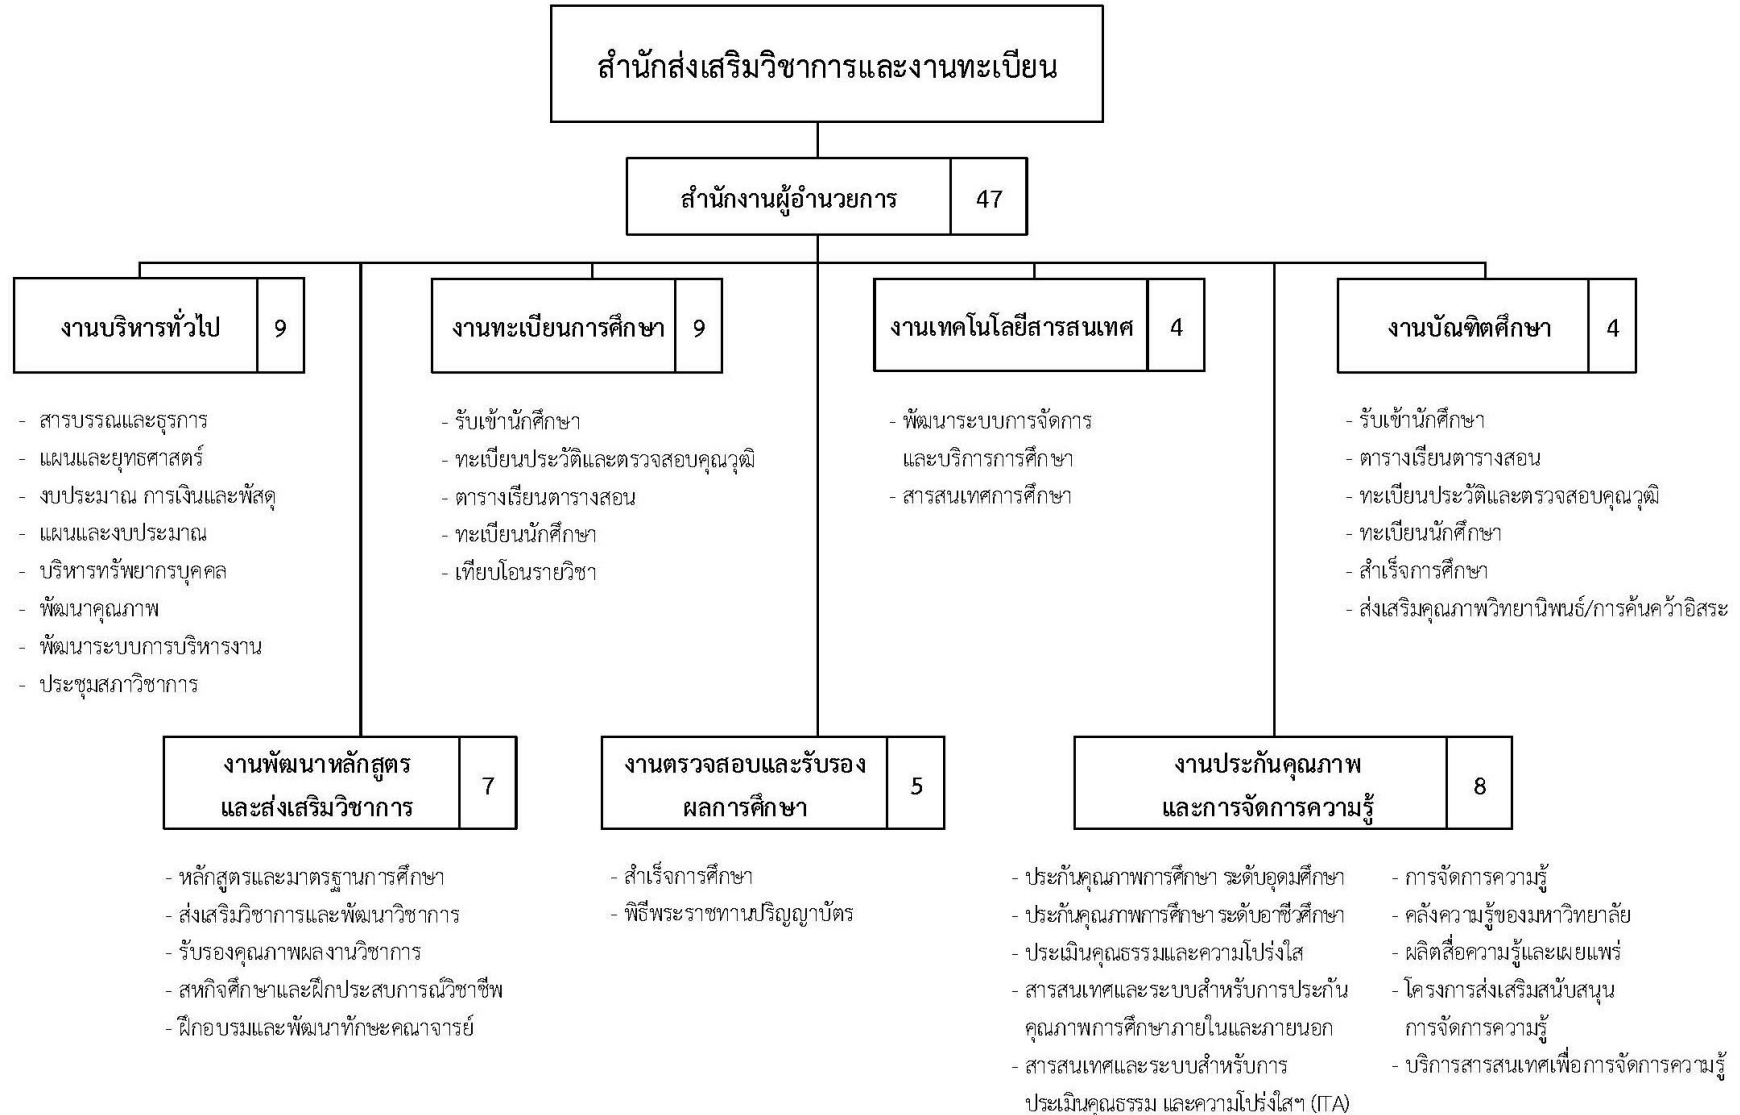 สำนักส่งเสริมวิชาการและงานทะเบียน
สำนักงานผู้อำนวยการ 47
งานบริหารทั่วไป 9
- สารบรรณและธุรการ
- แผนและยุทธศาสตร์
- งบประมาณ การเงินและพัสดุ
- แผนและงบประมาณ
- บริหารทรัพยากรบุคคล
- พัฒนาคุณภาพ
- พัฒนาระบบการบริหารงาน
- ประชุมสภาวิชาการ
งานทะเบียนการศึกษา 9
- รับเข้านักศึกษา
- ทะเบียนประวัติและตรวจสอบคุณวุฒิ
- ตารางเรียนตารางสอน
- ทะเบียนนักศึกษา
- เทียบโอนรายวิชา
งานเทคโนโลยีสารสนเทศ 4
- พัฒนาระบบการจัดการ
และบริการการศึกษา
- สารสนเทศการศึกษา
งานบัณฑิตศึกษา 4
- รับเข้านักศึกษา
- ตารางเรียนตารางสอน
- ทะเบียนประวัติและตรวจสอบคุณวุฒิ
- ทะเบียนนักศึกษา
- สำเร็จการศึกษา
- ส่งเสริมคุณภาพวิทยานิพนธ์/การค้นคว้าอิสระ
งานพัฒนาหลักสูตร
และส่งเสริมวิชาการ 7
- หลักสูตรและมาตรฐานการศึกษา
- ส่งเสริมวิชาการและพัฒนาวิชาการ
- รับรองคุณภาพผลงานวิชาการ
- สหกิจศึกษาและฝึกประสบการณ์วิชาชีพ
- ฝึกอบรมและพัฒนาทักษะคณาจารย์
งานตรวจสอบและรับรอง
ผลการศึกษา 5
- สำเร็จการศึกษา
- พิธีพระราชทานปริญญาบัตร
งานประกันคุณภาพ
และการจัดการความรู้ 8
- ประกันคุณภาพการศึกษา ระดับอุดมศึกษา
- ประกันคุณภาพการศึกษา ระดับอาชีวศึกษา
- ประเมินคุณธรรมและความโปร่งใส
- สารสนเทศและระบบสำหรับการประกัน
คุณภาพการศึกษาภายในและภายนอก
- สารสนเทศและระบบสำหรับการ
ประเมินคุณธรรม และความโปร่งใสฯ (ITA)
- การจัดการความรู้
- คลังความรู้ของมหาวิทยาลัย
- ผลิตสื่อความรู้และเผยแพร่
- โครงการส่งเสริมสนับสนุน
การจัดการความรู้
- บริการสารสนเทศเพื่อการจัดการความรู้